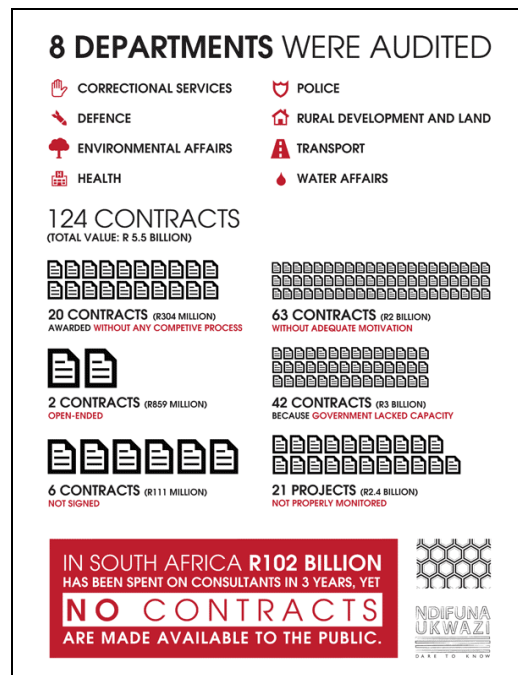 8 DEPARTMENTS WERE AUDITED
CORRECTIONAL SERVICES
DEFENCE
ENVIRONMENTAL AFFAIRS
HEALTH
POLICE
RURAL DEVELOPMENT AND LAND
TRANSPORT
WATER AFFAIRS
124 CONTRACTS
(TOTAL VALUE: R 5.5 BILLION)
20 CONTRACTS (R304 MILLION)
AWARDED WITHOUT ANY COMPETIVE PROCESS
63 CONTRACTS (R2 BILLION)
WITHOUT ADEQUATE MOTIVATION
2 CONTRACTS (R859 MILLION)
OPEN-ENDED
42 CONTRACTS (R3 BILLION)
BECAUSE GOVERNMENT LACKED CAPACITY
6 CONTRACTS (R111 MILLION)
NOT SIGNED
21 PROJECTS (R2.4 BILLION)
NOT PROPERLY MONITORED
IN SOUTH AFRICA R102 BILLION
HAS BEEN SPENT ON CONSULTANTS IN 3 YEARS, YET
NO CONTRACTS
ARE MADE AVAILABLE TO THE PUBLIC.
NDIFUNA
UKWAZI
DARE TO KNOW